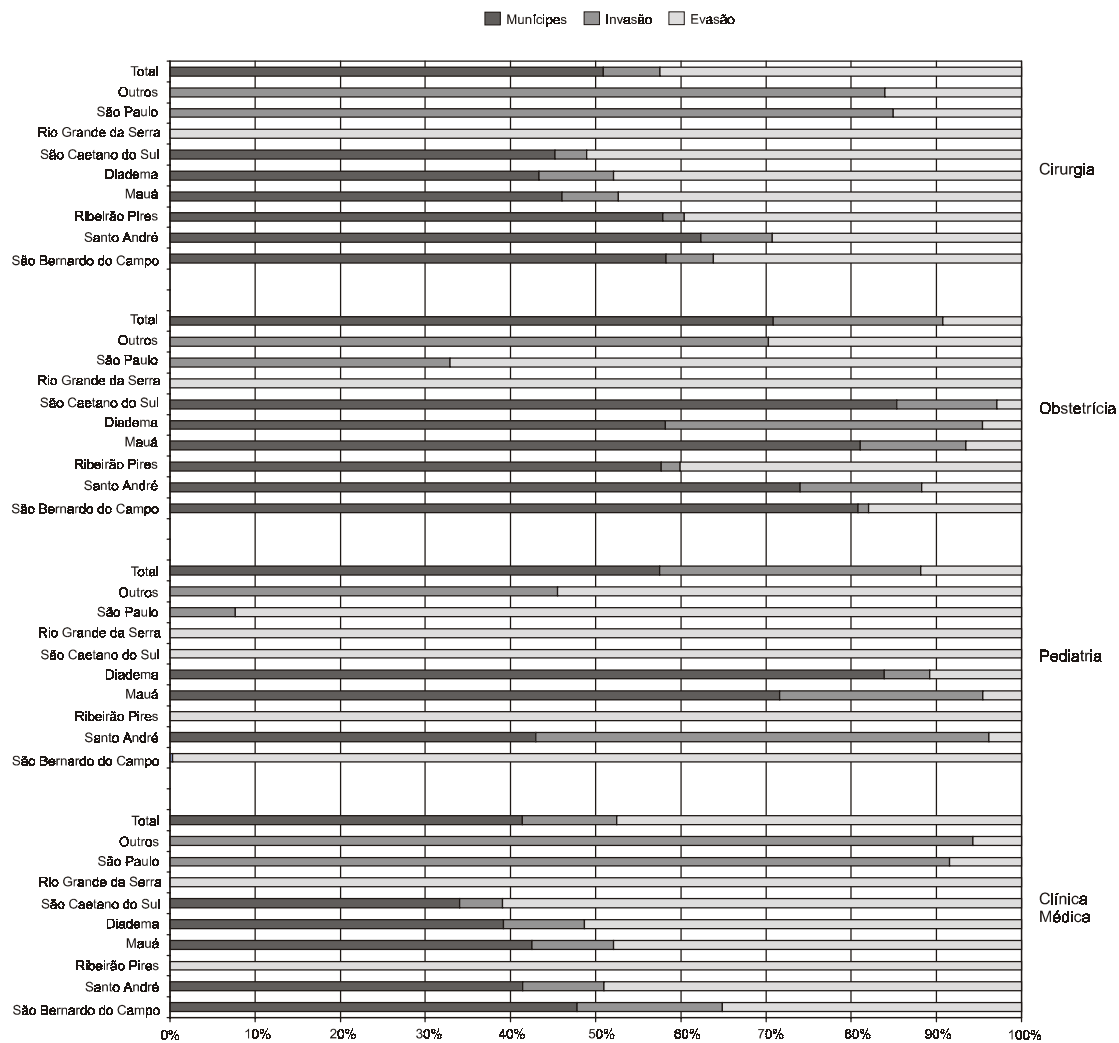 Munícipes Invasão Evasão
Total
Outros
São Paulo
Rio Grande da Serra
São Caetano do Sul
Diadema
Mauá
Ribeirão Pires
Santo André
São Bernardo do Campo
Cirurgia
Total
Outros
São Paulo
Rio Grande da Serra
São Caetano do Sul
Diadema
Mauá
Ribeirão Pires
Santo André
São Bernardo do Campo
Obstetrícia
Total
Outros
São Paulo
Rio Grande da Serra
São Caetano do Sul
Diadema
Mauá
Ribeirão Pires
Santo André
São Bernardo do Campo
Pediatria
Total
Outros
São Paulo
Rio Grande da Serra
São Caetano do Sul
Diadema
Mauá
Ribeirão Pires
Santo André
São Bernardo do Campo
Clínica
Médica
0% 10% 20% 30% 40% 50% 60% 70% 80% 90% 100%